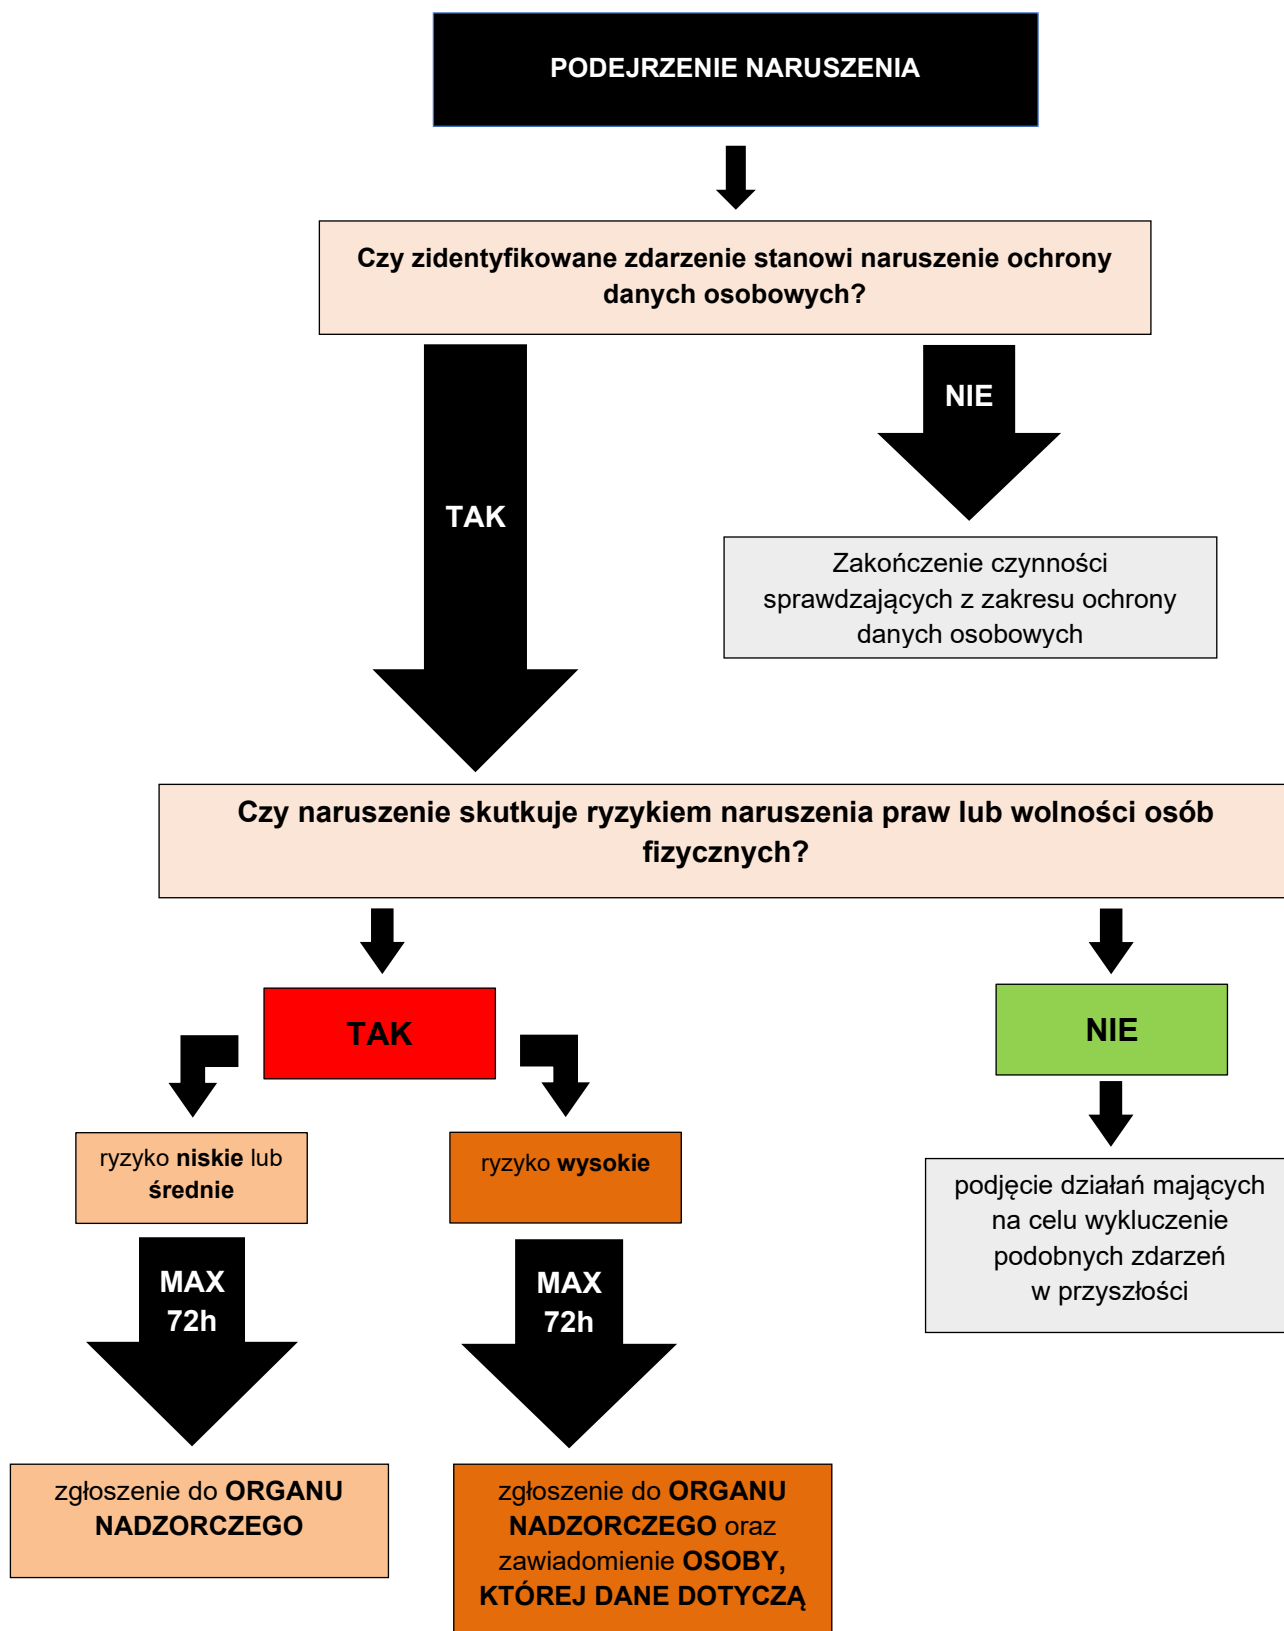 PODEJRZENIE NARUSZENIA
Czy zidentyfikowane zdarzenie stanowi naruszenie ochrony
danych osobowych?
TAK
NIE
Zakończenie czynności
sprawdzających z zakresu ochrony
danych osobowych
Czy naruszenie skutkuje ryzykiem naruszenia praw lub wolności osób
fizycznych?
TAK
ryzyko niskie lub
średnie
MAX
72h
zgłoszenie do ORGANU
NADZORCZEGO
ryzyko wysokie
MAX
72h
zgłoszenie do ORGANU
NADZORCZEGO oraz
zawiadomienie OSOBY,
KTÓREJ DANE DOTYCZĄ
NIE
podjęcie działań mających
na celu wykluczenie
podobnych zdarzeń
w przyszłości